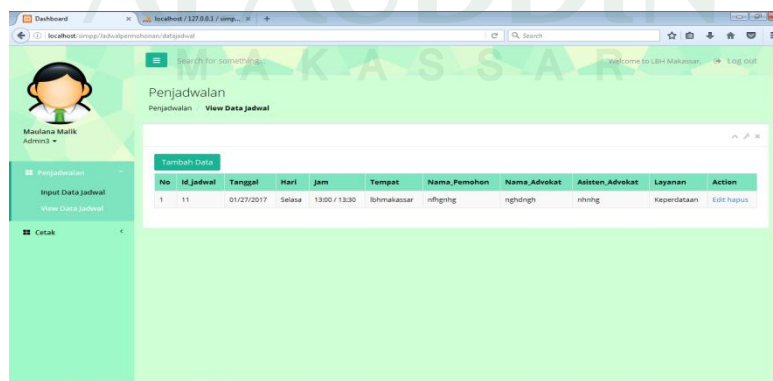 ALAUDDIN
MAKASSAR
Dashboard × localhost / 127.0.0.1 / simp... × +
localhost/simpp/Jadwalpermohonan/datajadwal Search
Search for something... Welcome to LBH Makassar. Log out
Penjadwalan
Penjadwalan / View Data Jadwal
Maulana Malik
Admin3
Penjadwalan
Input Data Jadwal
View Data Jadwal
Cetak
Tambah Data
No Id_jadwal Tanggal Hari Jam Tempat Nama_Pemohon Nama_Advokat Asisten_Advokat Layanan Action
1 11 01/27/2017 Selasa 13:00 / 13:30 lbhmakassar nfhgnhg nghdngh nhnhg Keperdataan Edit hapus